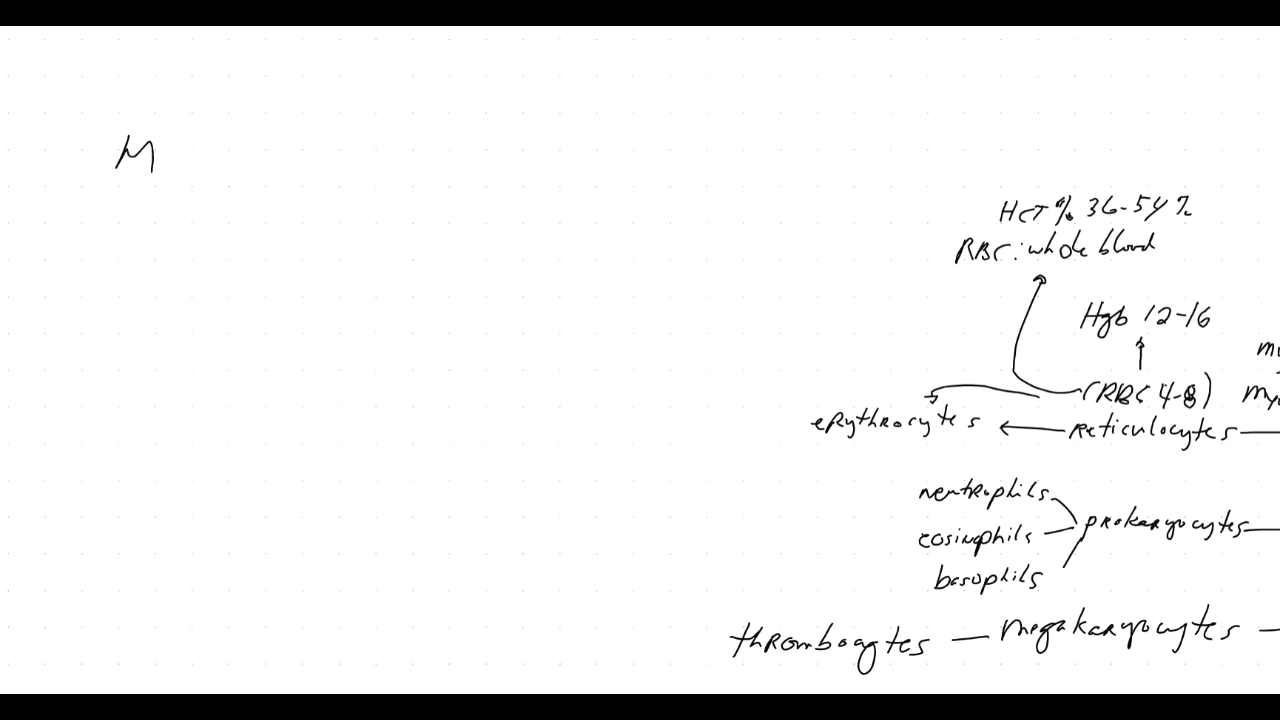 M
HCT % 36-54 %
RBC: whole blood
Hgb 12-16
(RBC 4-8)
erythrocytes
reticulocytes
neutrophils
eosinophils
prokaryocytes
basophils
thrombocytes
megakaryocytes